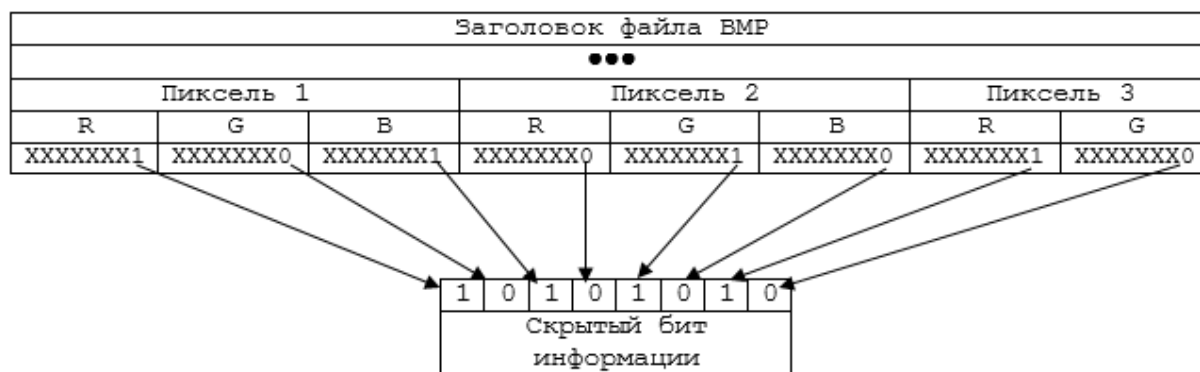 Заголовок файла BMP
●●●
Пиксель 1 Пиксель 2 Пиксель 3
R G B R G B R G
XXXXXXX1 XXXXXXX0 XXXXXXX1 XXXXXXX0 XXXXXXX1 XXXXXXX0 XXXXXXX1 XXXXXXX0
1 0 1 0 1 0 1 0
Скрытый бит
информации